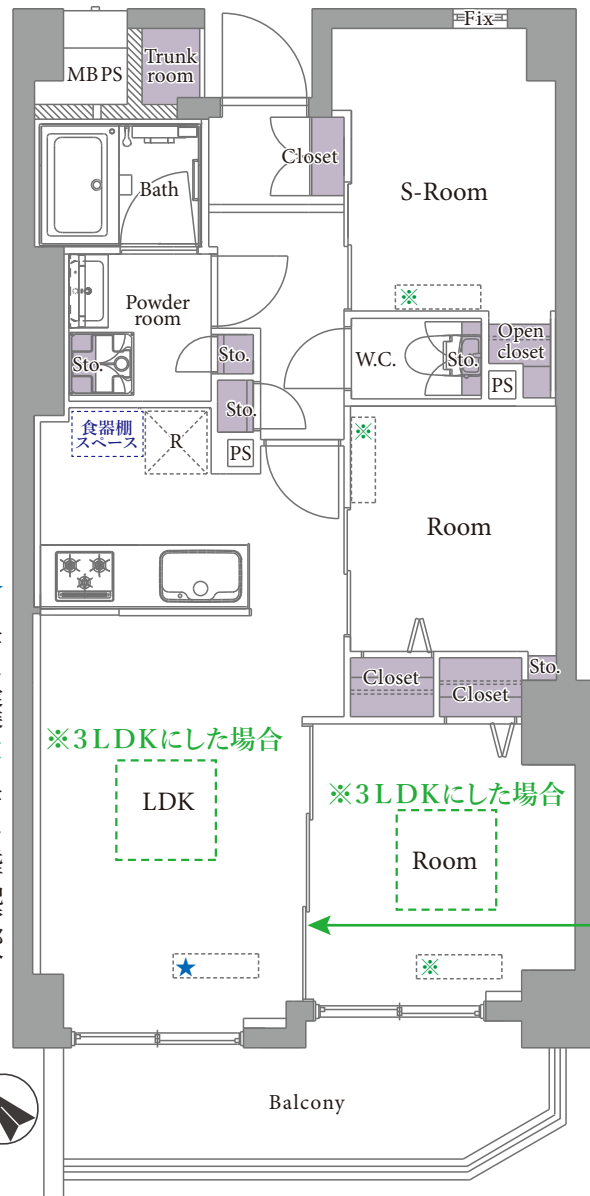 Fix
MB PS
Trunk
room
Closet
Bath
S-Room
※
Powder
room
Sto.
Sto.
W.C.
Sto.
Open
closet
PS
Sto.
食器棚
スペース
R
PS
※
Room
Closet
Closet
Sto.
※3LDKにした場合
LDK
※3LDKにした場合
Room
★
※
Balcony